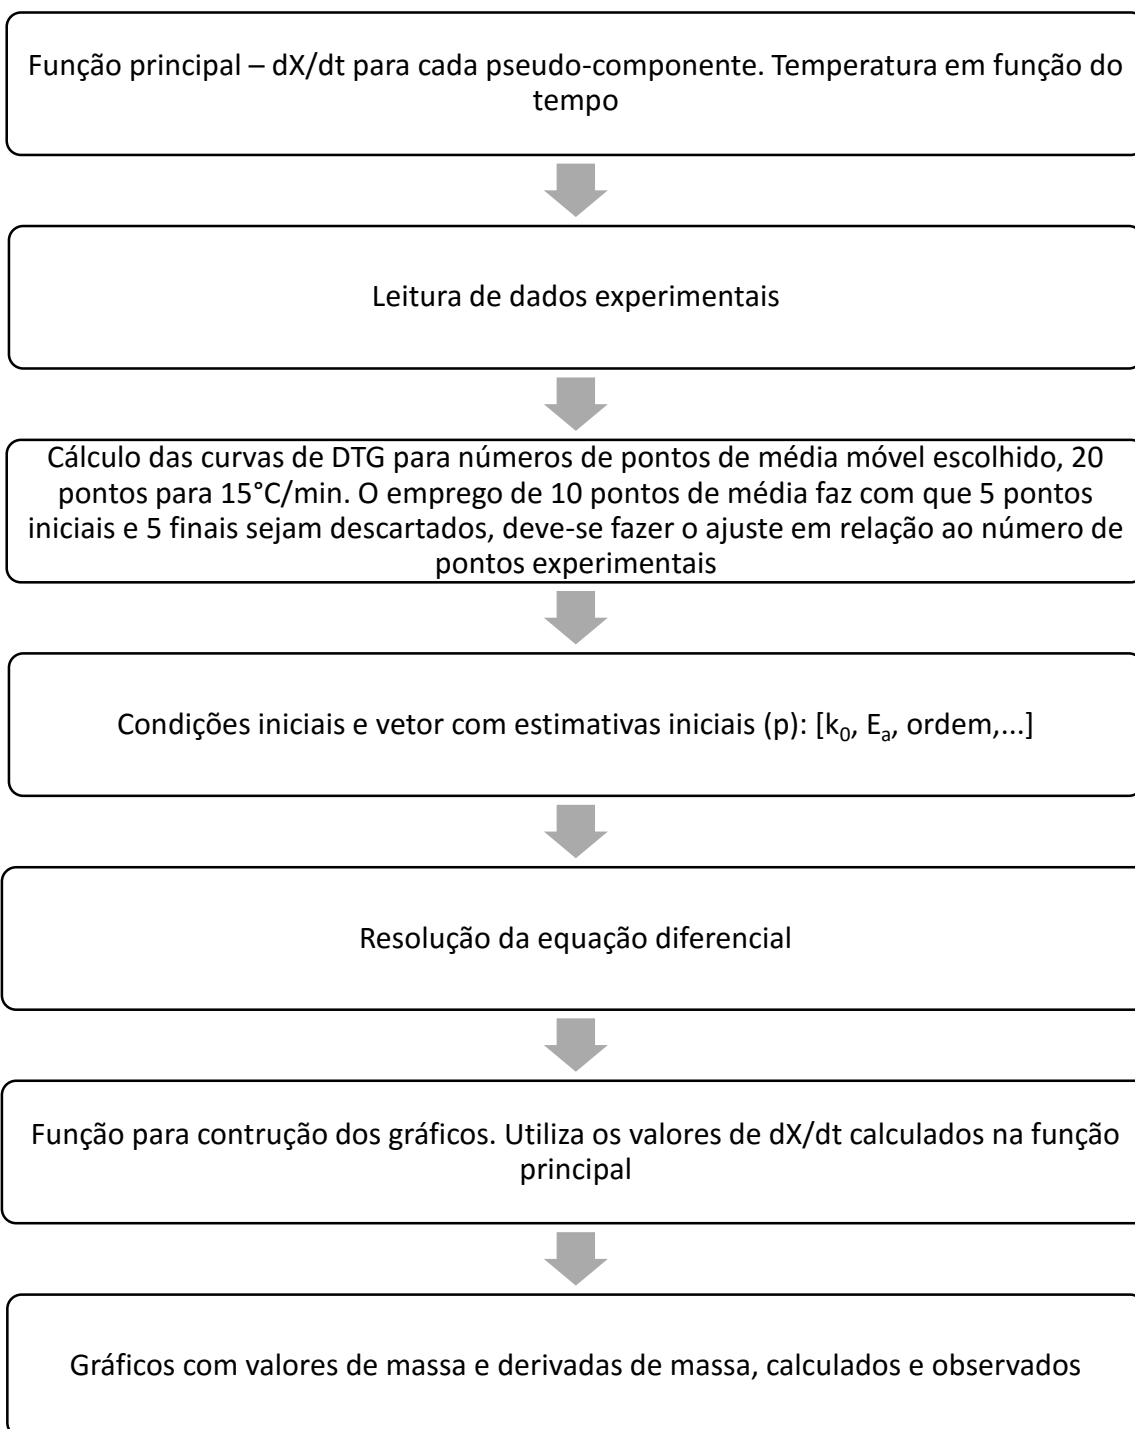 Função principal – dX/dt para cada pseudo-componente. Temperatura em função do
tempo
Leitura de dados experimentais
Cálculo das curvas de DTG para números de pontos de média móvel escolhido, 20
pontos para 15°C/min. O emprego de 10 pontos de média faz com que 5 pontos
iniciais e 5 finais sejam descartados, deve-se fazer o ajuste em relação ao número de
pontos experimentais
Condições iniciais e vetor com estimativas iniciais (p): [k₀, Eₐ, ordem,...]
Resolução da equação diferencial
Função para contrução dos gráficos. Utiliza os valores de dX/dt calculados na função
principal
Gráficos com valores de massa e derivadas de massa, calculados e observados